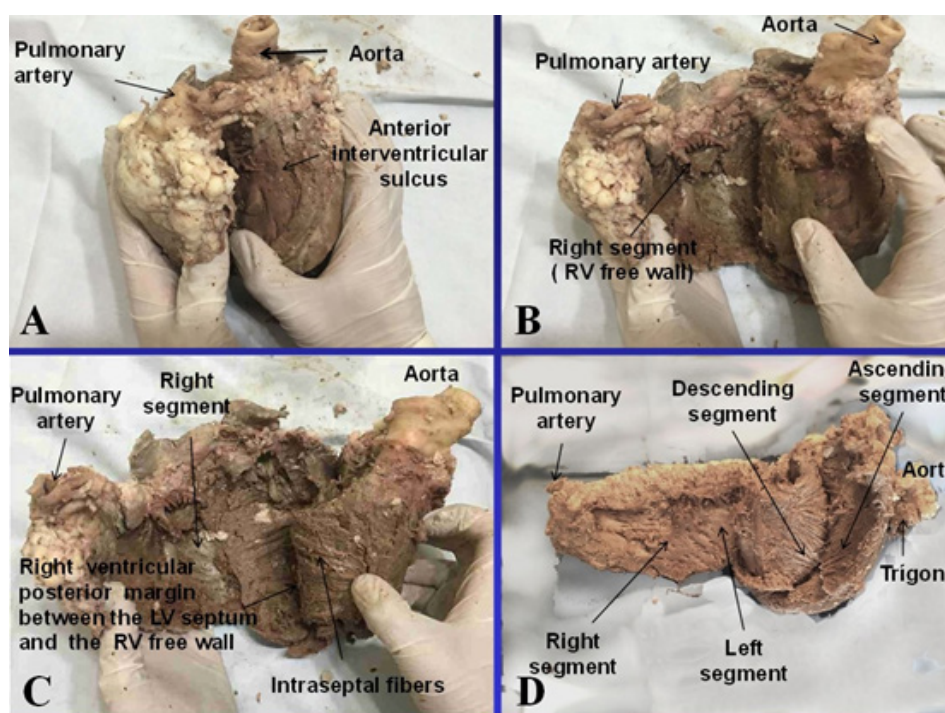 Pulmonary
artery
Aorta
Anterior
interventricular
sulcus
A
Aorta
Pulmonary artery
Right segment
( RV free wall)
B
Pulmonary
artery
Right
segment
Aorta
Right ventricular
posterior margin
between the LV septum
and the RV free wall
Intraseptal fibers
C
Pulmonary
artery
Descending
segment
Ascending
segment
Aort
Trigon
Right
segment
Left
segment
D